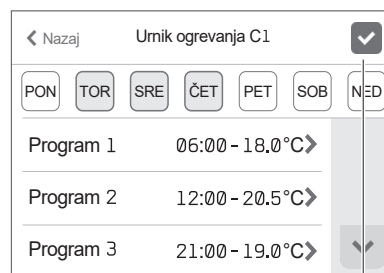 Nazaj Urnik ogrevanja C1
PON TOR SRE ČET PET SOB NED
Program 1 06:00 - 18.0°C
Program 2 12:00 - 20.5°C
Program 3 21:00 - 19.0°C